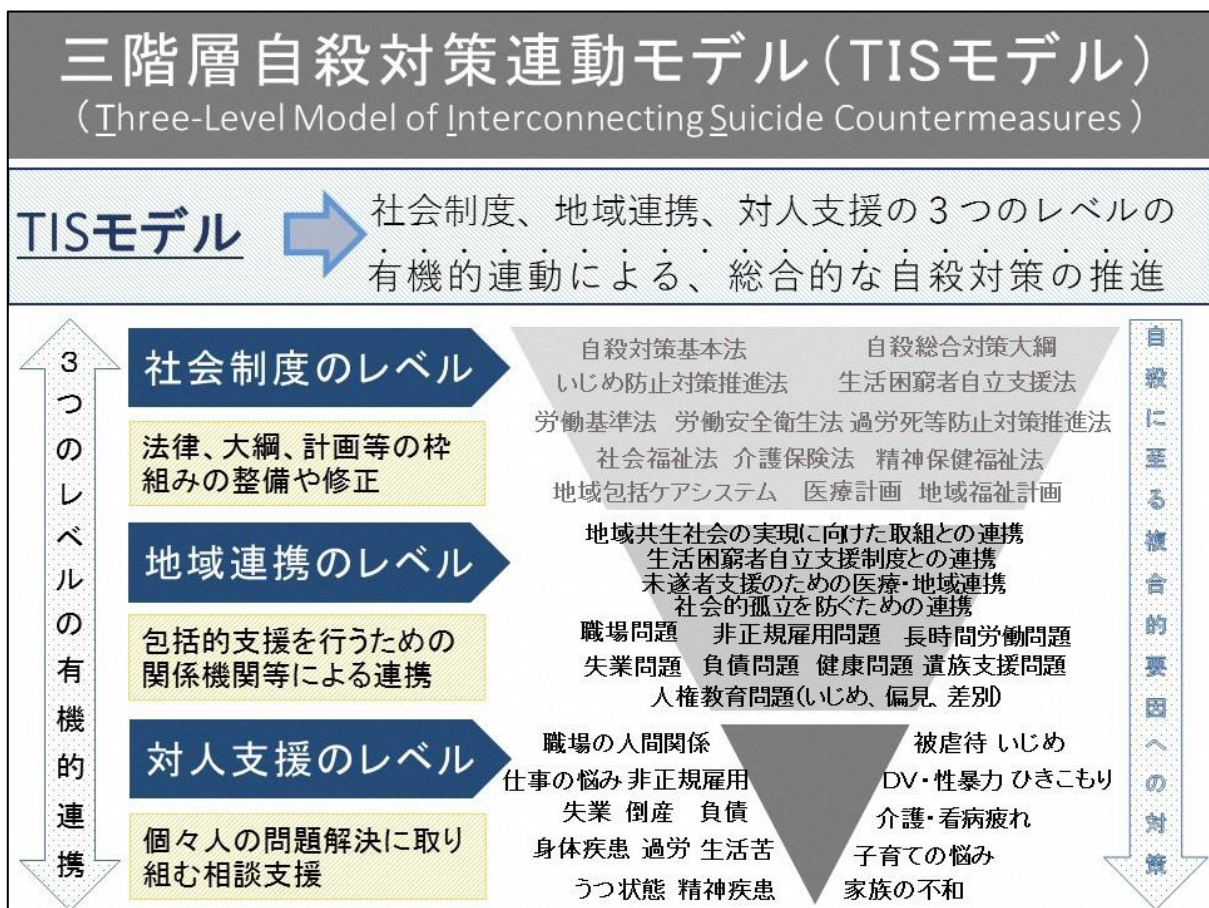 三階層自殺対策連動モデル（TISモデル）
（Three-Level Model of Interconnecting Suicide Countermeasures）
TISモデル
社会制度、地域連携、対人支援の３つのレベルの
有機的連動による、総合的な自殺対策の推進
３つのレベルの有機的連携
社会制度のレベル
法律、大綱、計画等の枠
組みの整備や修正
自殺対策基本法 自殺総合対策大綱
いじめ防止対策推進法 生活困窮者自立支援法
労働基準法 労働安全衛生法 過労死等防止対策推進法
社会福祉法 介護保険法 精神保健福祉法
地域包括ケアシステム 医療計画 地域福祉計画
地域連携のレベル
包括的支援を行うための
関係機関等による連携
地域共生社会の実現に向けた取組との連携
生活困窮者自立支援制度との連携
未遂者支援のための医療・地域連携
社会的孤立を防ぐための連携
職場問題 非正規雇用問題 長時間労働問題
失業問題 負債問題 健康問題 遺族支援問題
人権教育問題(いじめ、偏見、差別)
対人支援のレベル
個々人の問題解決に取り
組む相談支援
職場の人間関係 被虐待 いじめ
仕事の悩み 非正規雇用 DV・性暴力 ひきこもり
失業 倒産 負債 介護・看病疲れ
身体疾患 過労 生活苦 子育ての悩み
うつ状態 精神疾患 家族の不和
自殺に至る複合的要因への対策